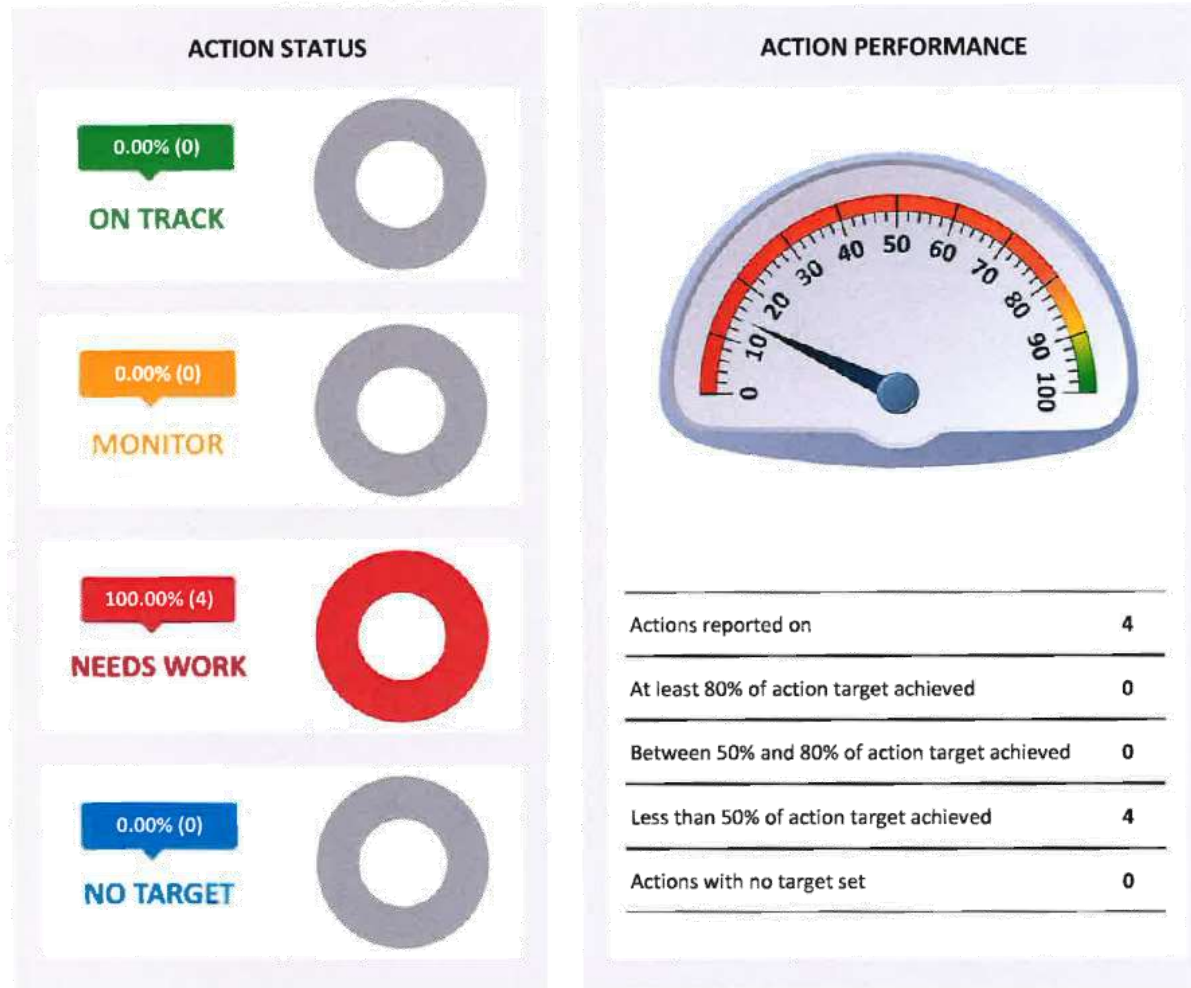 ACTION STATUS
0.00% (0)
ON TRACK
0.00% (0)
MONITOR
100.00% (4)
NEEDS WORK
0.00% (0)
NO TARGET
ACTION PERFORMANCE
0
10
20
30
40
50
60
70
80
90
100
Actions reported on 4
At least 80% of action target achieved 0
Between 50% and 80% of action target achieved 0
Less than 50% of action target achieved 4
Actions with no target set 0